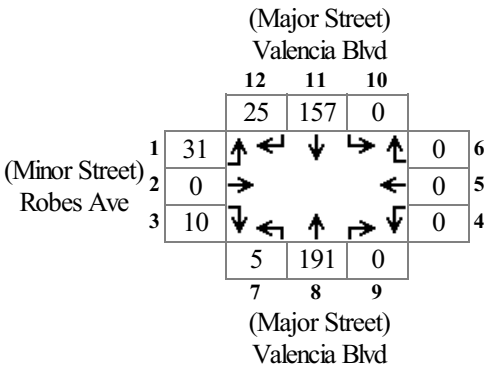 (Major Street)
Valencia Blvd
12 11 10
25 157 0
1 31 0 6
(Minor Street)
2 0 0 5
Robes Ave
3 10 0 4
5 191 0
7 8 9
(Major Street)
Valencia Blvd